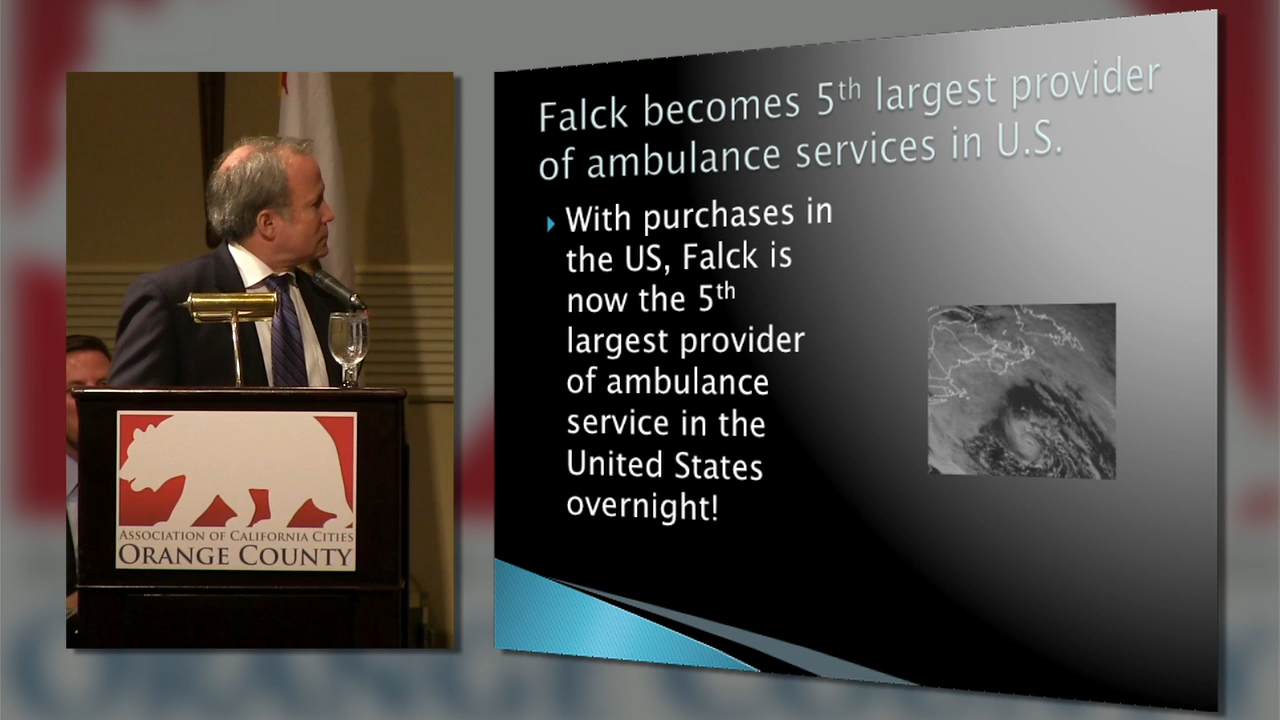 Falck becomes 5th largest provider
of ambulance services in U.S.
With purchases in
the US, Falck is
now the 5th
largest provider
of ambulance
service in the
United States
overnight!
ASSOCIATION OF CALIFORNIA CITIES
ORANGE COUNTY